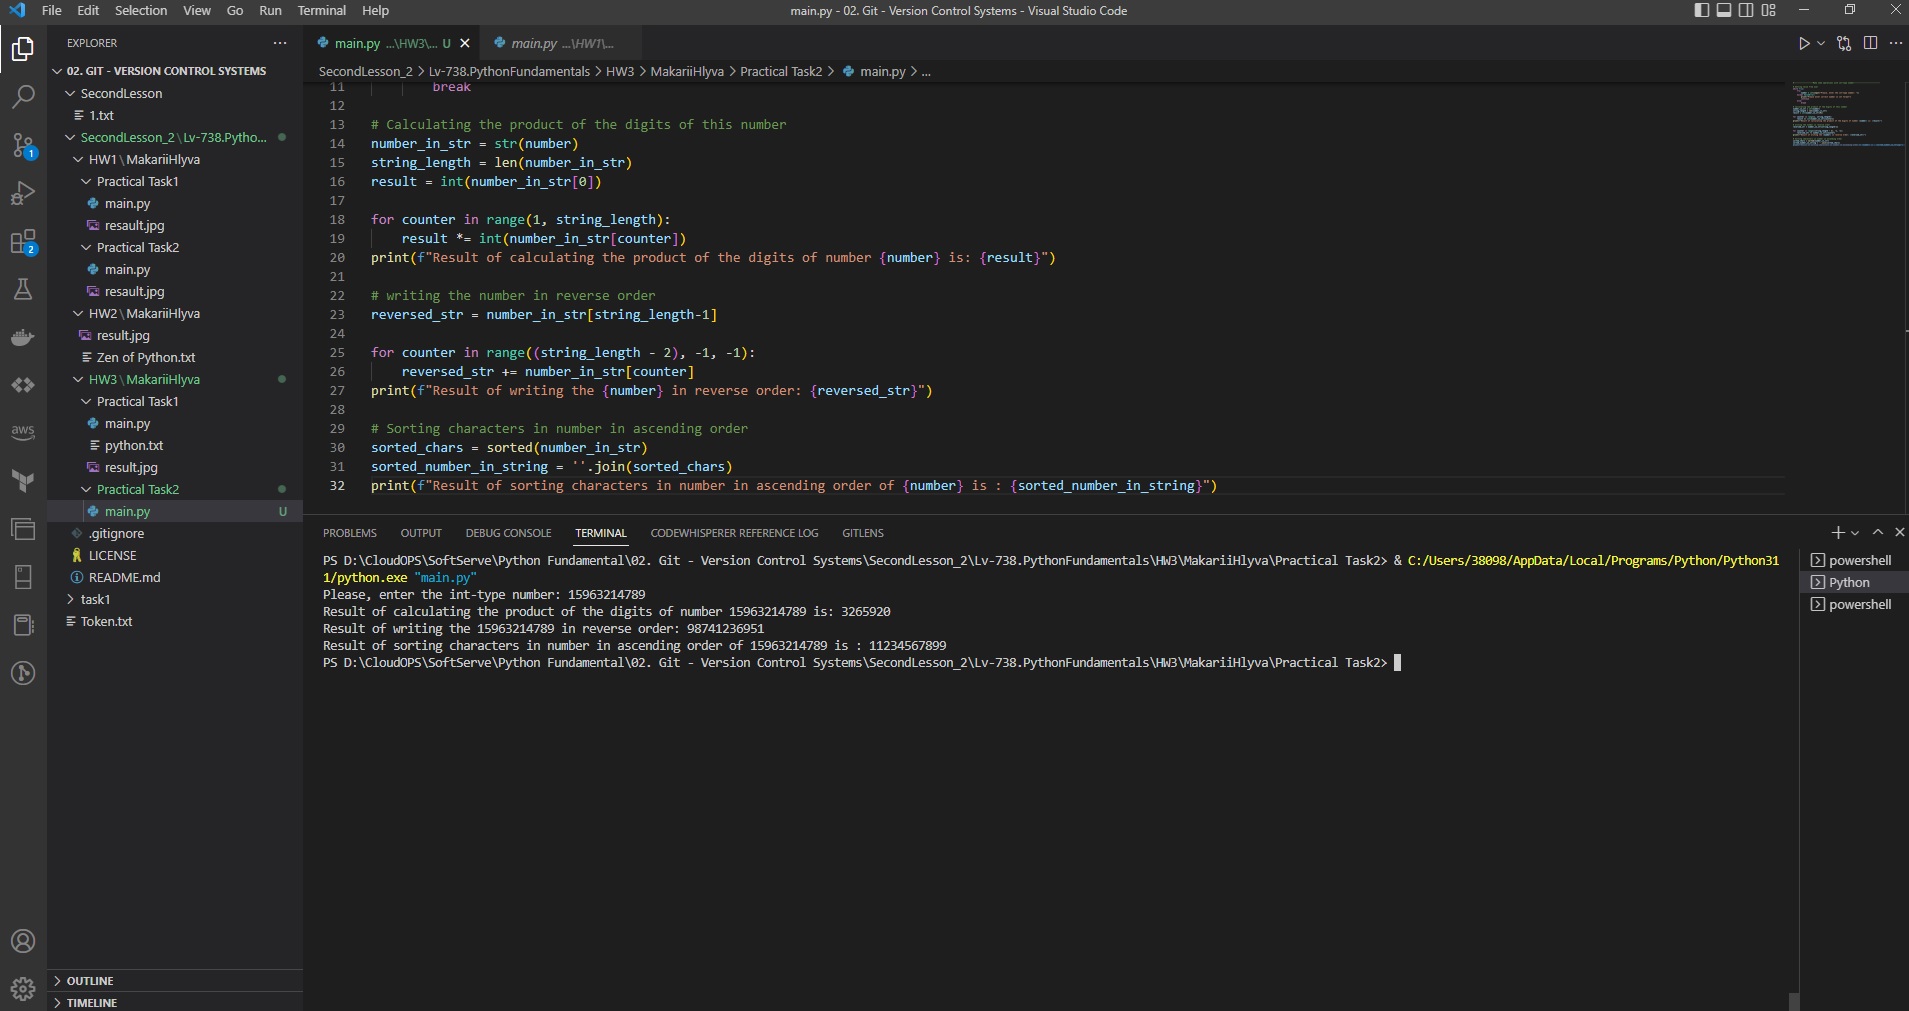 File Edit Selection View Go Run Terminal Help
main.py - 02. Git - Version Control Systems - Visual Studio Code
EXPLORER
02. GIT - VERSION CONTROL SYSTEMS
SecondLesson
1.txt
SecondLesson_2\Lv-738.Pytho...
HW1\MakariiHlyva
Practical Task1
main.py
resault.jpg
Practical Task2
main.py
resault.jpg
HW2\MakariiHlyva
result.jpg
Zen of Python.txt
HW3\MakariiHlyva
Practical Task1
main.py
python.txt
result.jpg
Practical Task2
main.py U
.gitignore
LICENSE
README.md
task1
Token.txt
OUTLINE
TIMELINE
1
2
aws
main.py ...\HW3\... U
main.py ...\HW1\...
SecondLesson_2 > Lv-738.PythonFundamentals > HW3 > MakariiHlyva > Practical Task2 > main.py > ...
11 break
12
13 # Calculating the product of the digits of this number
14 number_in_str = str(number)
15 string_length = len(number_in_str)
16 result = int(number_in_str[0])
17
18 for counter in range(1, string_length):
19 result *= int(number_in_str[counter])
20 print(f"Result of calculating the product of the digits of number {number} is: {result}")
21
22 # writing the number in reverse order
23 reversed_str = number_in_str[string_length-1]
24
25 for counter in range((string_length - 2), -1, -1):
26 reversed_str += number_in_str[counter]
27 print(f"Result of writing the {number} in reverse order: {reversed_str}")
28
29 # Sorting characters in number in ascending order
30 sorted_chars = sorted(number_in_str)
31 sorted_number_in_string = ''.join(sorted_chars)
32 print(f"Result of sorting characters in number in ascending order of {number} is : {sorted_number_in_string}")
PROBLEMS OUTPUT DEBUG CONSOLE TERMINAL CODEWHISPERER REFERENCE LOG GITLENS
PS D:\CloudOPS\SoftServe\Python Fundamental\02. Git - Version Control Systems\SecondLesson_2\Lv-738.PythonFundamentals\HW3\MakariiHlyva\Practical Task2> & C:/Users/38098/AppData/Local/Programs/Python/Python31
1/python.exe "main.py"
Please, enter the int-type number: 15963214789
Result of calculating the product of the digits of number 15963214789 is: 3265920
Result of writing the 15963214789 in reverse order: 98741236951
Result of sorting characters in number in ascending order of 15963214789 is : 11234567899
PS D:\CloudOPS\SoftServe\Python Fundamental\02. Git - Version Control Systems\SecondLesson_2\Lv-738.PythonFundamentals\HW3\MakariiHlyva\Practical Task2>
powershell
Python
powershell